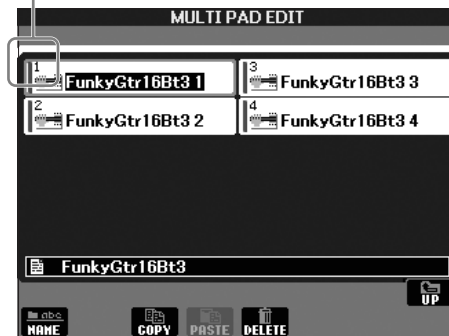 MULTI PAD EDIT
1
FunkyGtr16Bt3 1
3
FunkyGtr16Bt3 3
2
FunkyGtr16Bt3 2
4
FunkyGtr16Bt3 4
FunkyGtr16Bt3
UP
abc
NAME
COPY
PASTE
DELETE